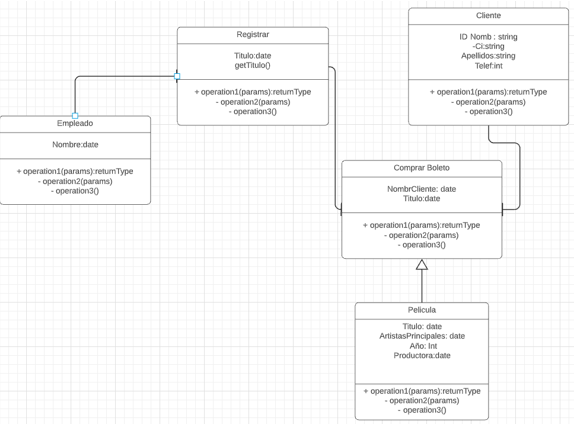 Cliente
ID Nomb : string
-Ci:string
Apellidos:string
Telef:int
+ operation1(params):returnType
- operation2(params)
- operation3()
Registrar
Titulo:date
getTitulo()
+ operation1(params):returnType
- operation2(params)
- operation3()
Empleado
Nombre:date
+ operation1(params):returnType
- operation2(params)
- operation3()
Comprar Boleto
NombrCliente: date
Titulo:date
+ operation1(params):returnType
- operation2(params)
- operation3()
Pelicula
Titulo: date
ArtistasPrincipales: date
Año: Int
Productora:date
+ operation1(params):returnType
- operation2(params)
- operation3()